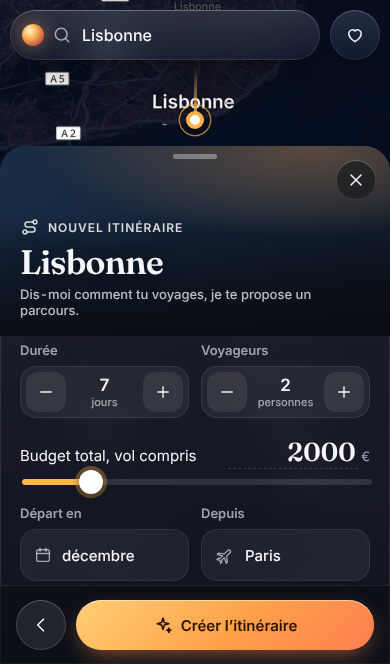 Lisbonne
Lisbonne
A5
Lisbonne
A2
NOUVEL ITINÉRAIRE
Lisbonne
Dis-moi comment tu voyages, je te propose un
parcours.
Durée
Voyageurs
7
jours
2
personnes
Budget total, vol compris
2000 €
Départ en
Depuis
décembre
Paris
Créer l’itinéraire